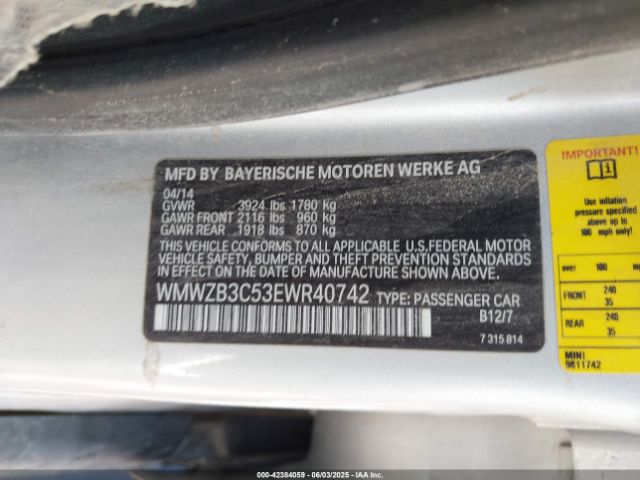 MFD BY BAYERISCHE MOTOREN WERKE AG
04/14
GVWR 3924 lbs 1780 kg
GAWR FRONT 2116 lbs 960 kg
GAWR REAR 1918 lbs 870 kg
THIS VEHICLE CONFORMS TO ALL APPLICABLE U.S.FEDERAL MOTOR
VEHICLE SAFETY, BUMPER AND THEFT PREVENTION STANDARDS
IN EFFECT ON THE DATE OF MANUFACTURE SHOWN ABOVE.
WMWZB3C53EWR40742 TYPE: PASSENGER CAR
B12/7
7 315 814
IMPORTANT!
Use inflation
pressure specified
above up to
100 mph only!
over 100
FRONT 240
35
REAR 240
35
MINI
9811742
000-42384059 | 06/03/2025 | Copyright IAA, LLC.